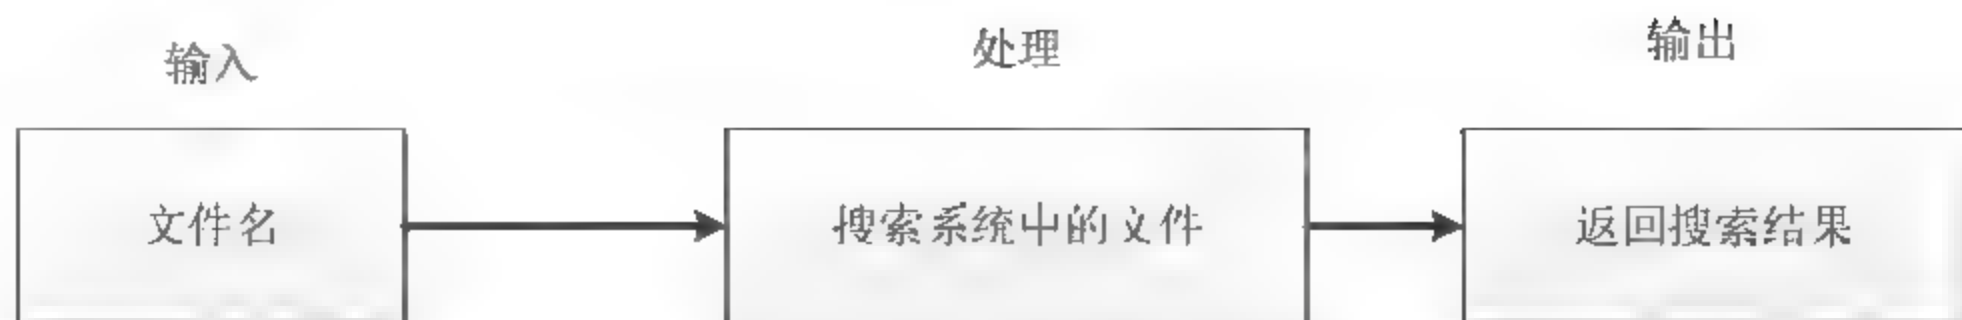 输入
处理
输出
文件名
搜索系统中的文件
返回搜索结果